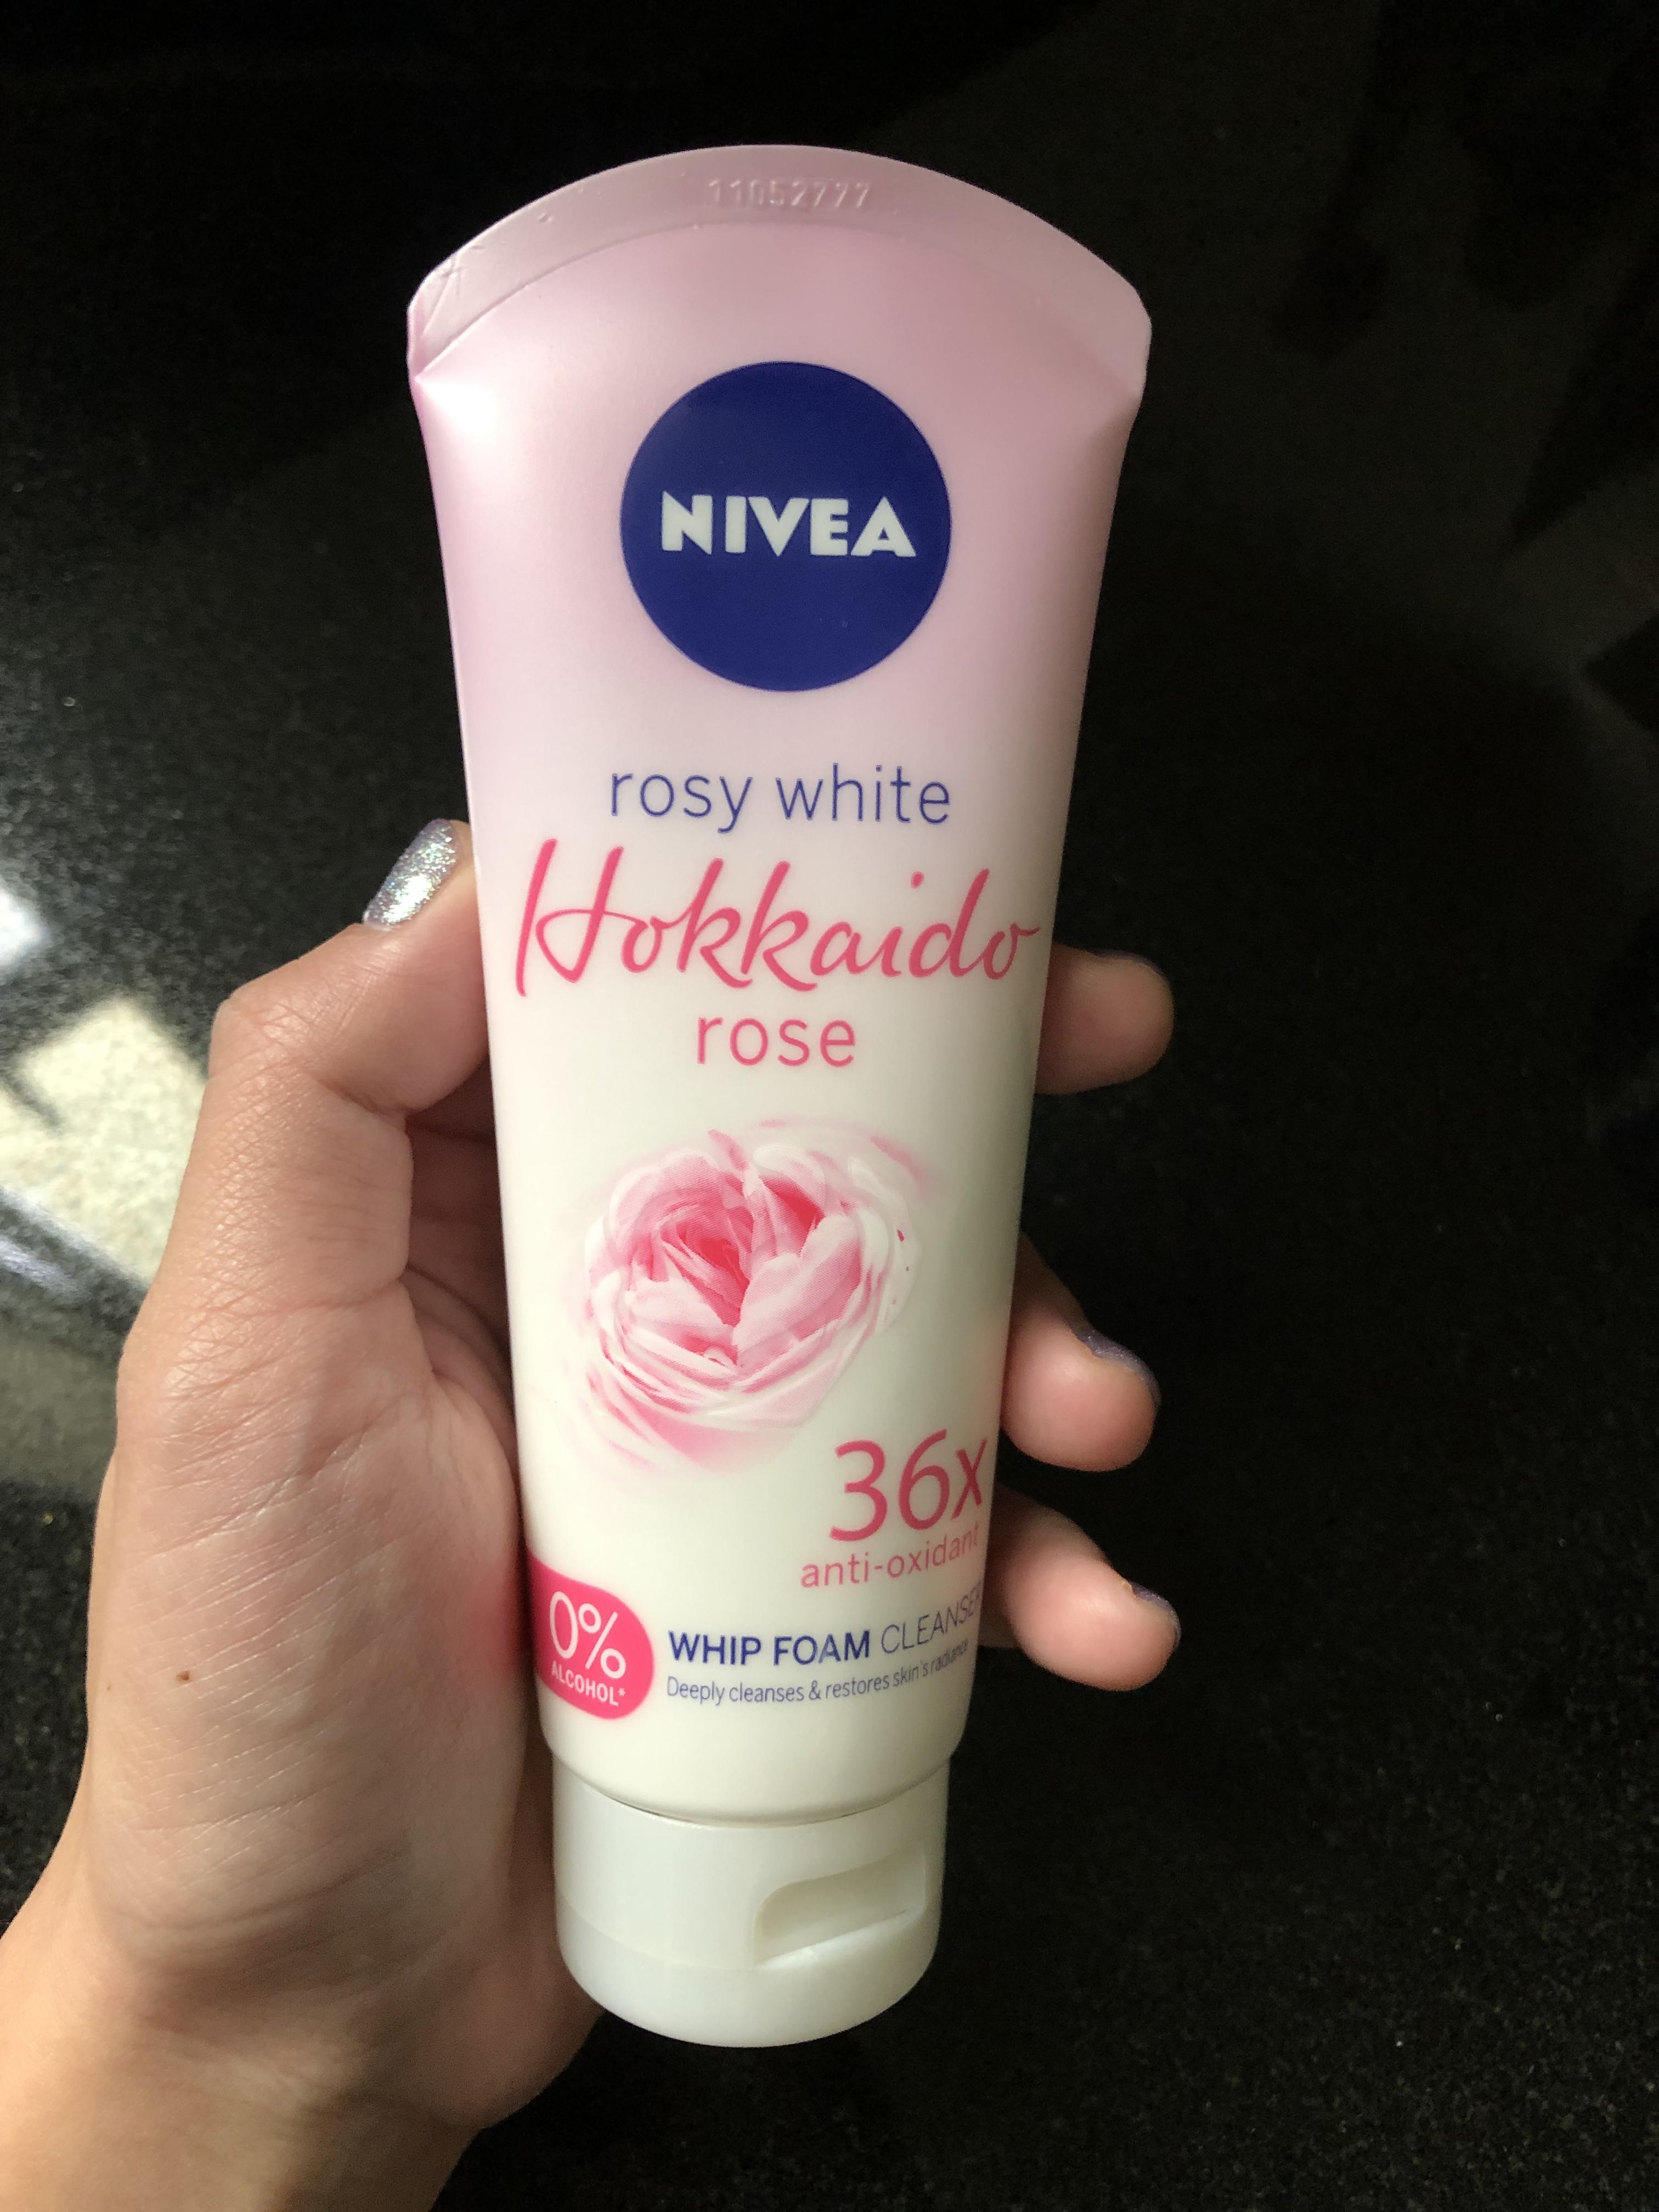 11052777
NIVEA
rosy white
Hokkaido
rose
36x
anti-oxidant
0%
ALCOHOL*
WHIP FOAM CLEANSER
Deeply cleanses & restores skin's radiance